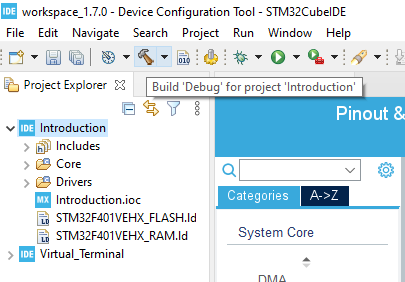 IDE workspace_1.7.0 - Device Configuration Tool - STM32CubeIDE
File Edit Navigate Search Project Run Window Help
010
Build 'Debug' for project 'Introduction'
Project Explorer
Pinout &
IDE Introduction
Includes
Core
Drivers
MX Introduction.ioc
STM32F401VEHX_FLASH.ld
STM32F401VEHX_RAM.ld
IDE Virtual_Terminal
Categories A->Z
System Core
DMA